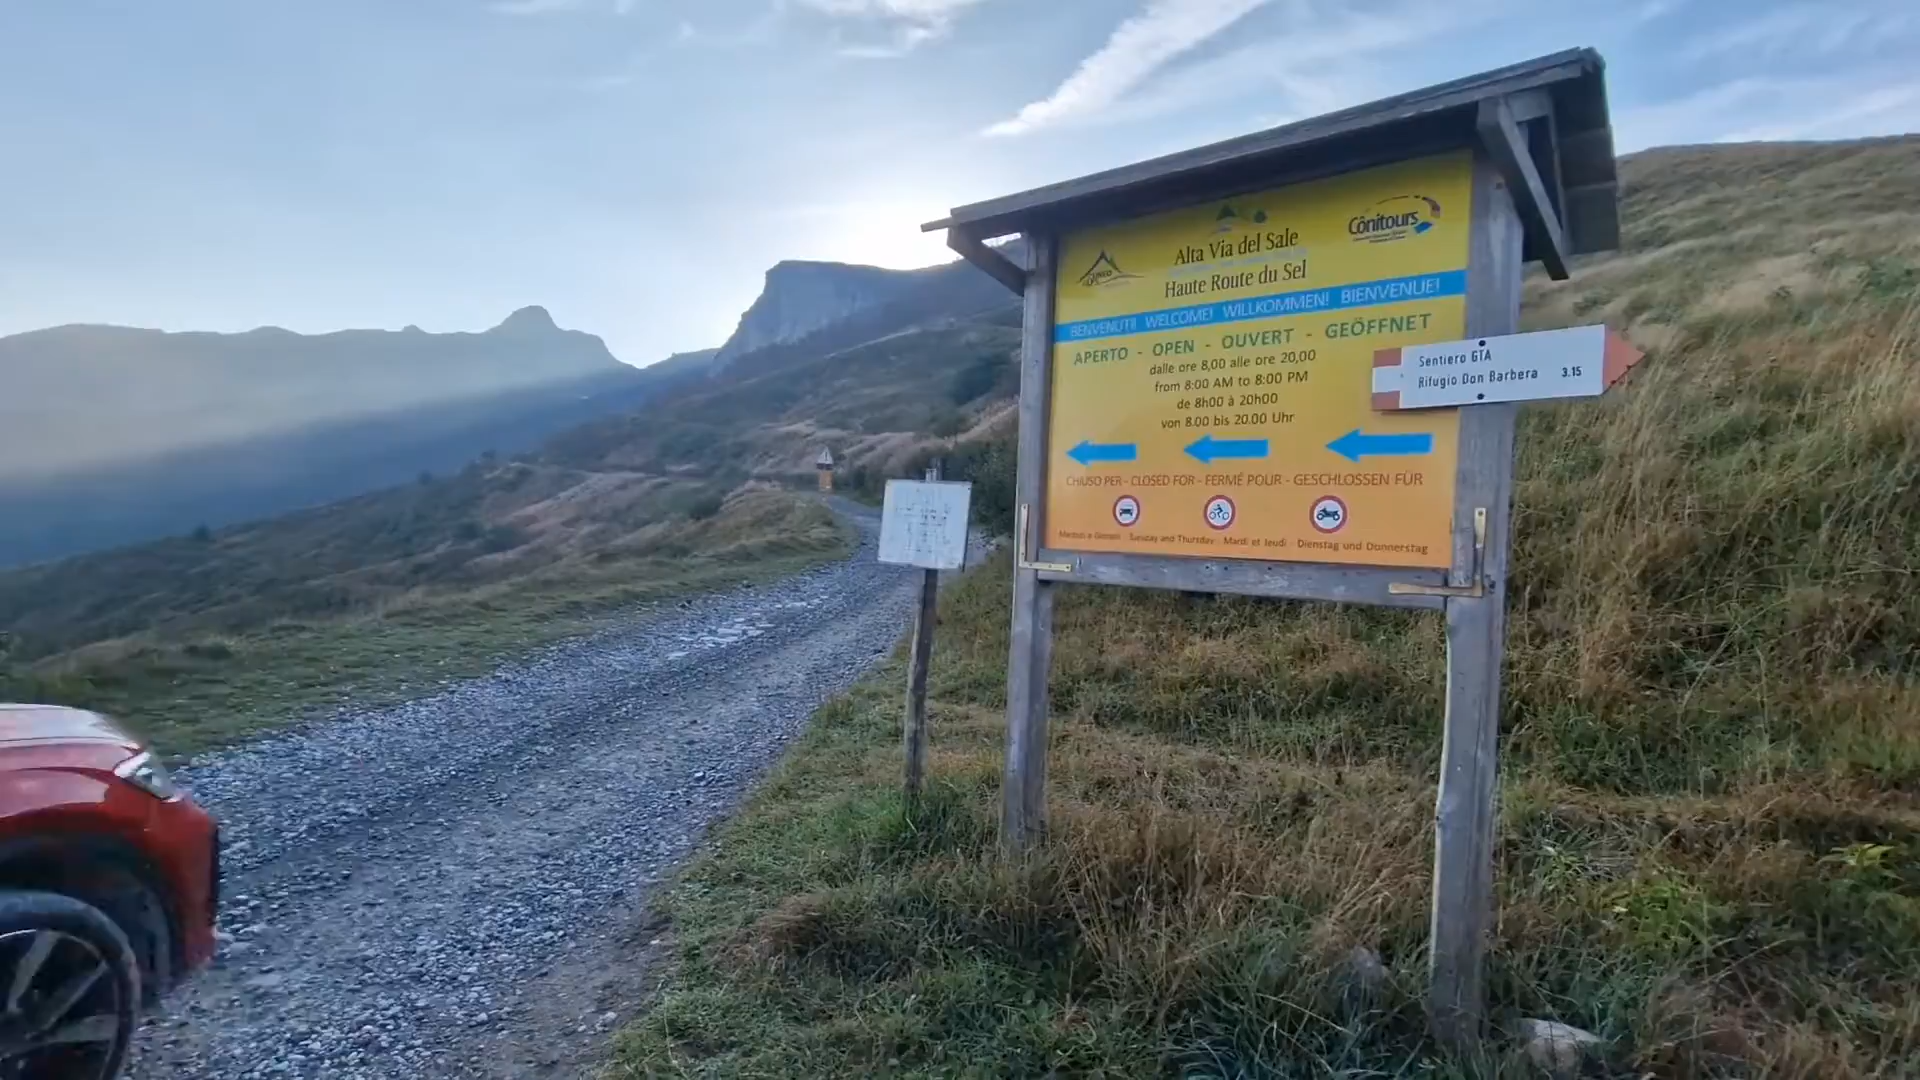 Alta Via del Sale
Haute Route du Sel
Cônitours
CUNEO
BENVENUTI! WELCOME! WILLKOMMEN! BIENVENUE!
APERTO - OPEN - OUVERT - GEÖFFNET
dalle ore 8,00 alle ore 20,00
from 8:00 AM to 8:00 PM
de 8h00 à 20h00
von 8.00 bis 20.00 Uhr
CHIUSO PER - CLOSED FOR - FERMÉ POUR - GESCHLOSSEN FÜR
Martedì e Giovedì Tuesday and Thursday Mardi et Jeudi Dienstag und Donnerstag
Sentiero GTA
Rifugio Don Barbera 3.15